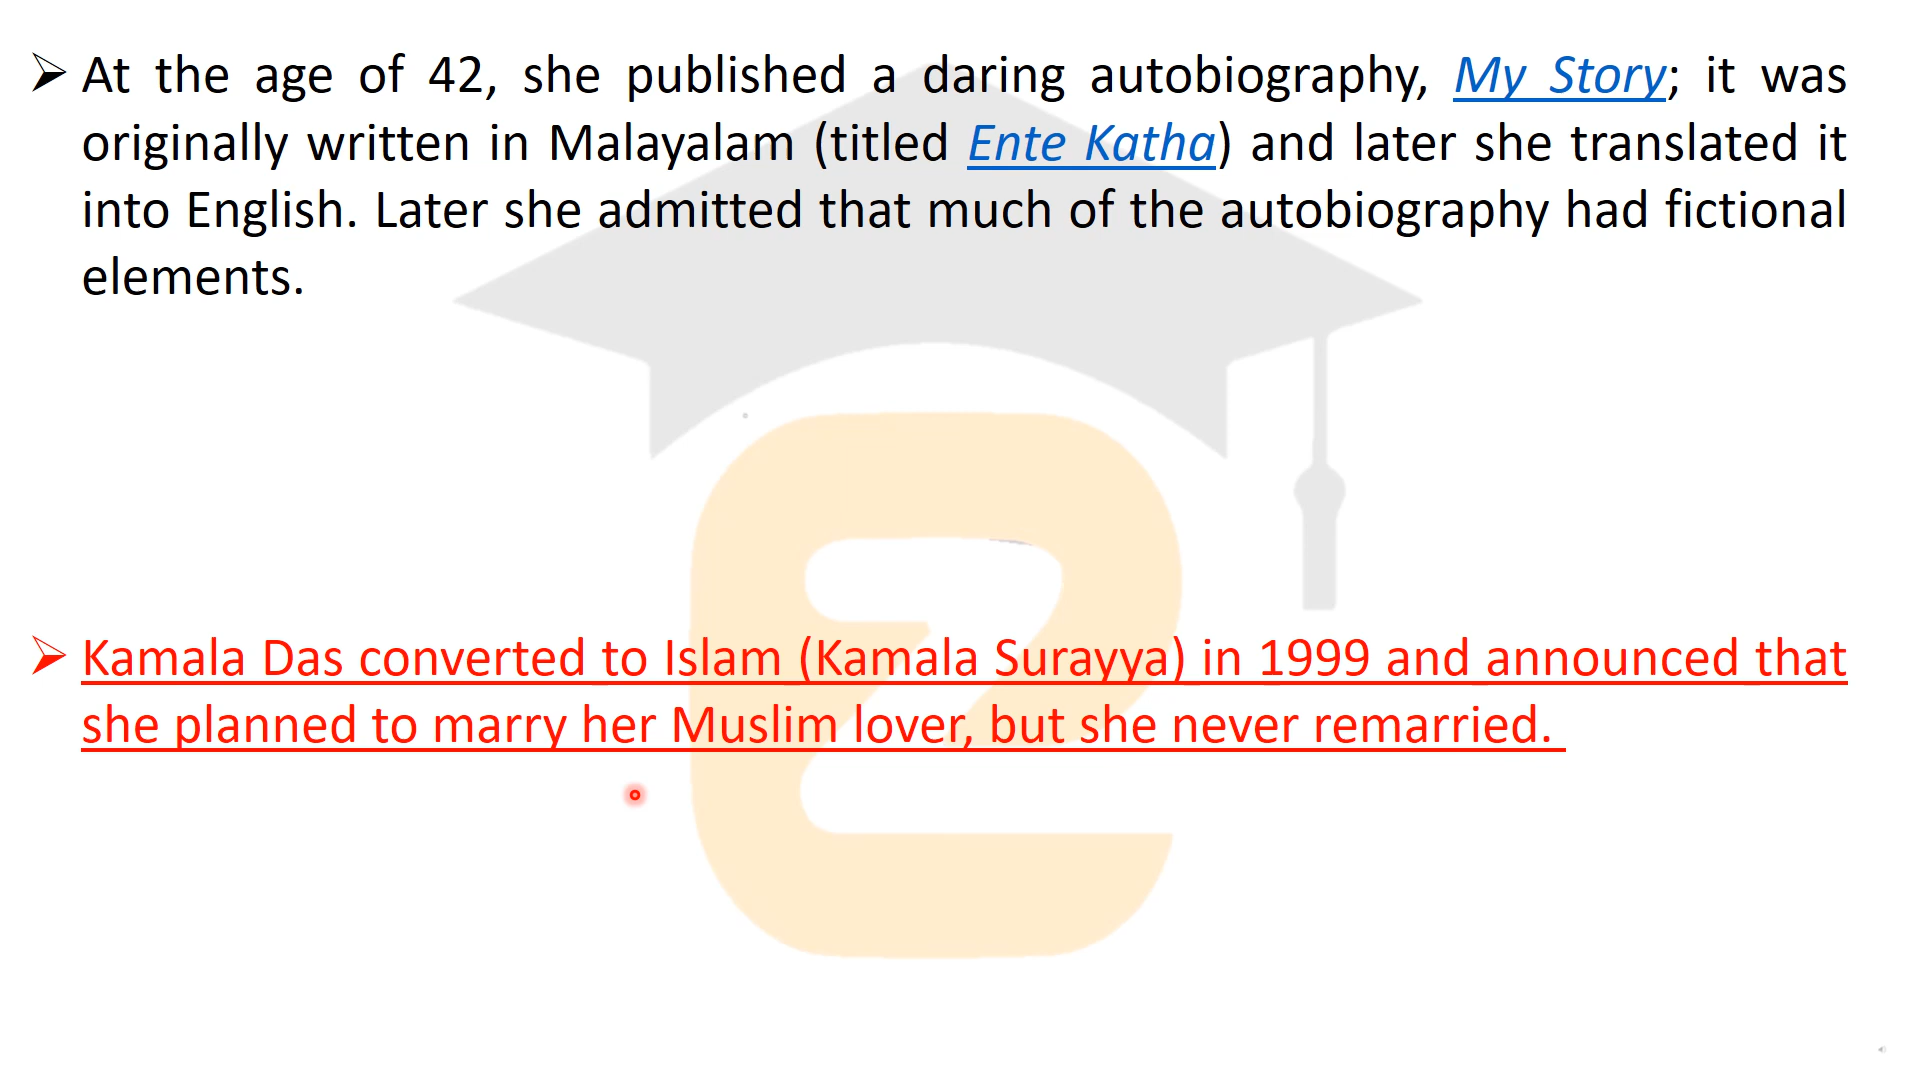 At the age of 42, she published a daring autobiography, My Story; it was
originally written in Malayalam (titled Ente Katha) and later she translated it
into English. Later she admitted that much of the autobiography had fictional
elements.
Kamala Das converted to Islam (Kamala Surayya) in 1999 and announced that
she planned to marry her Muslim lover, but she never remarried.